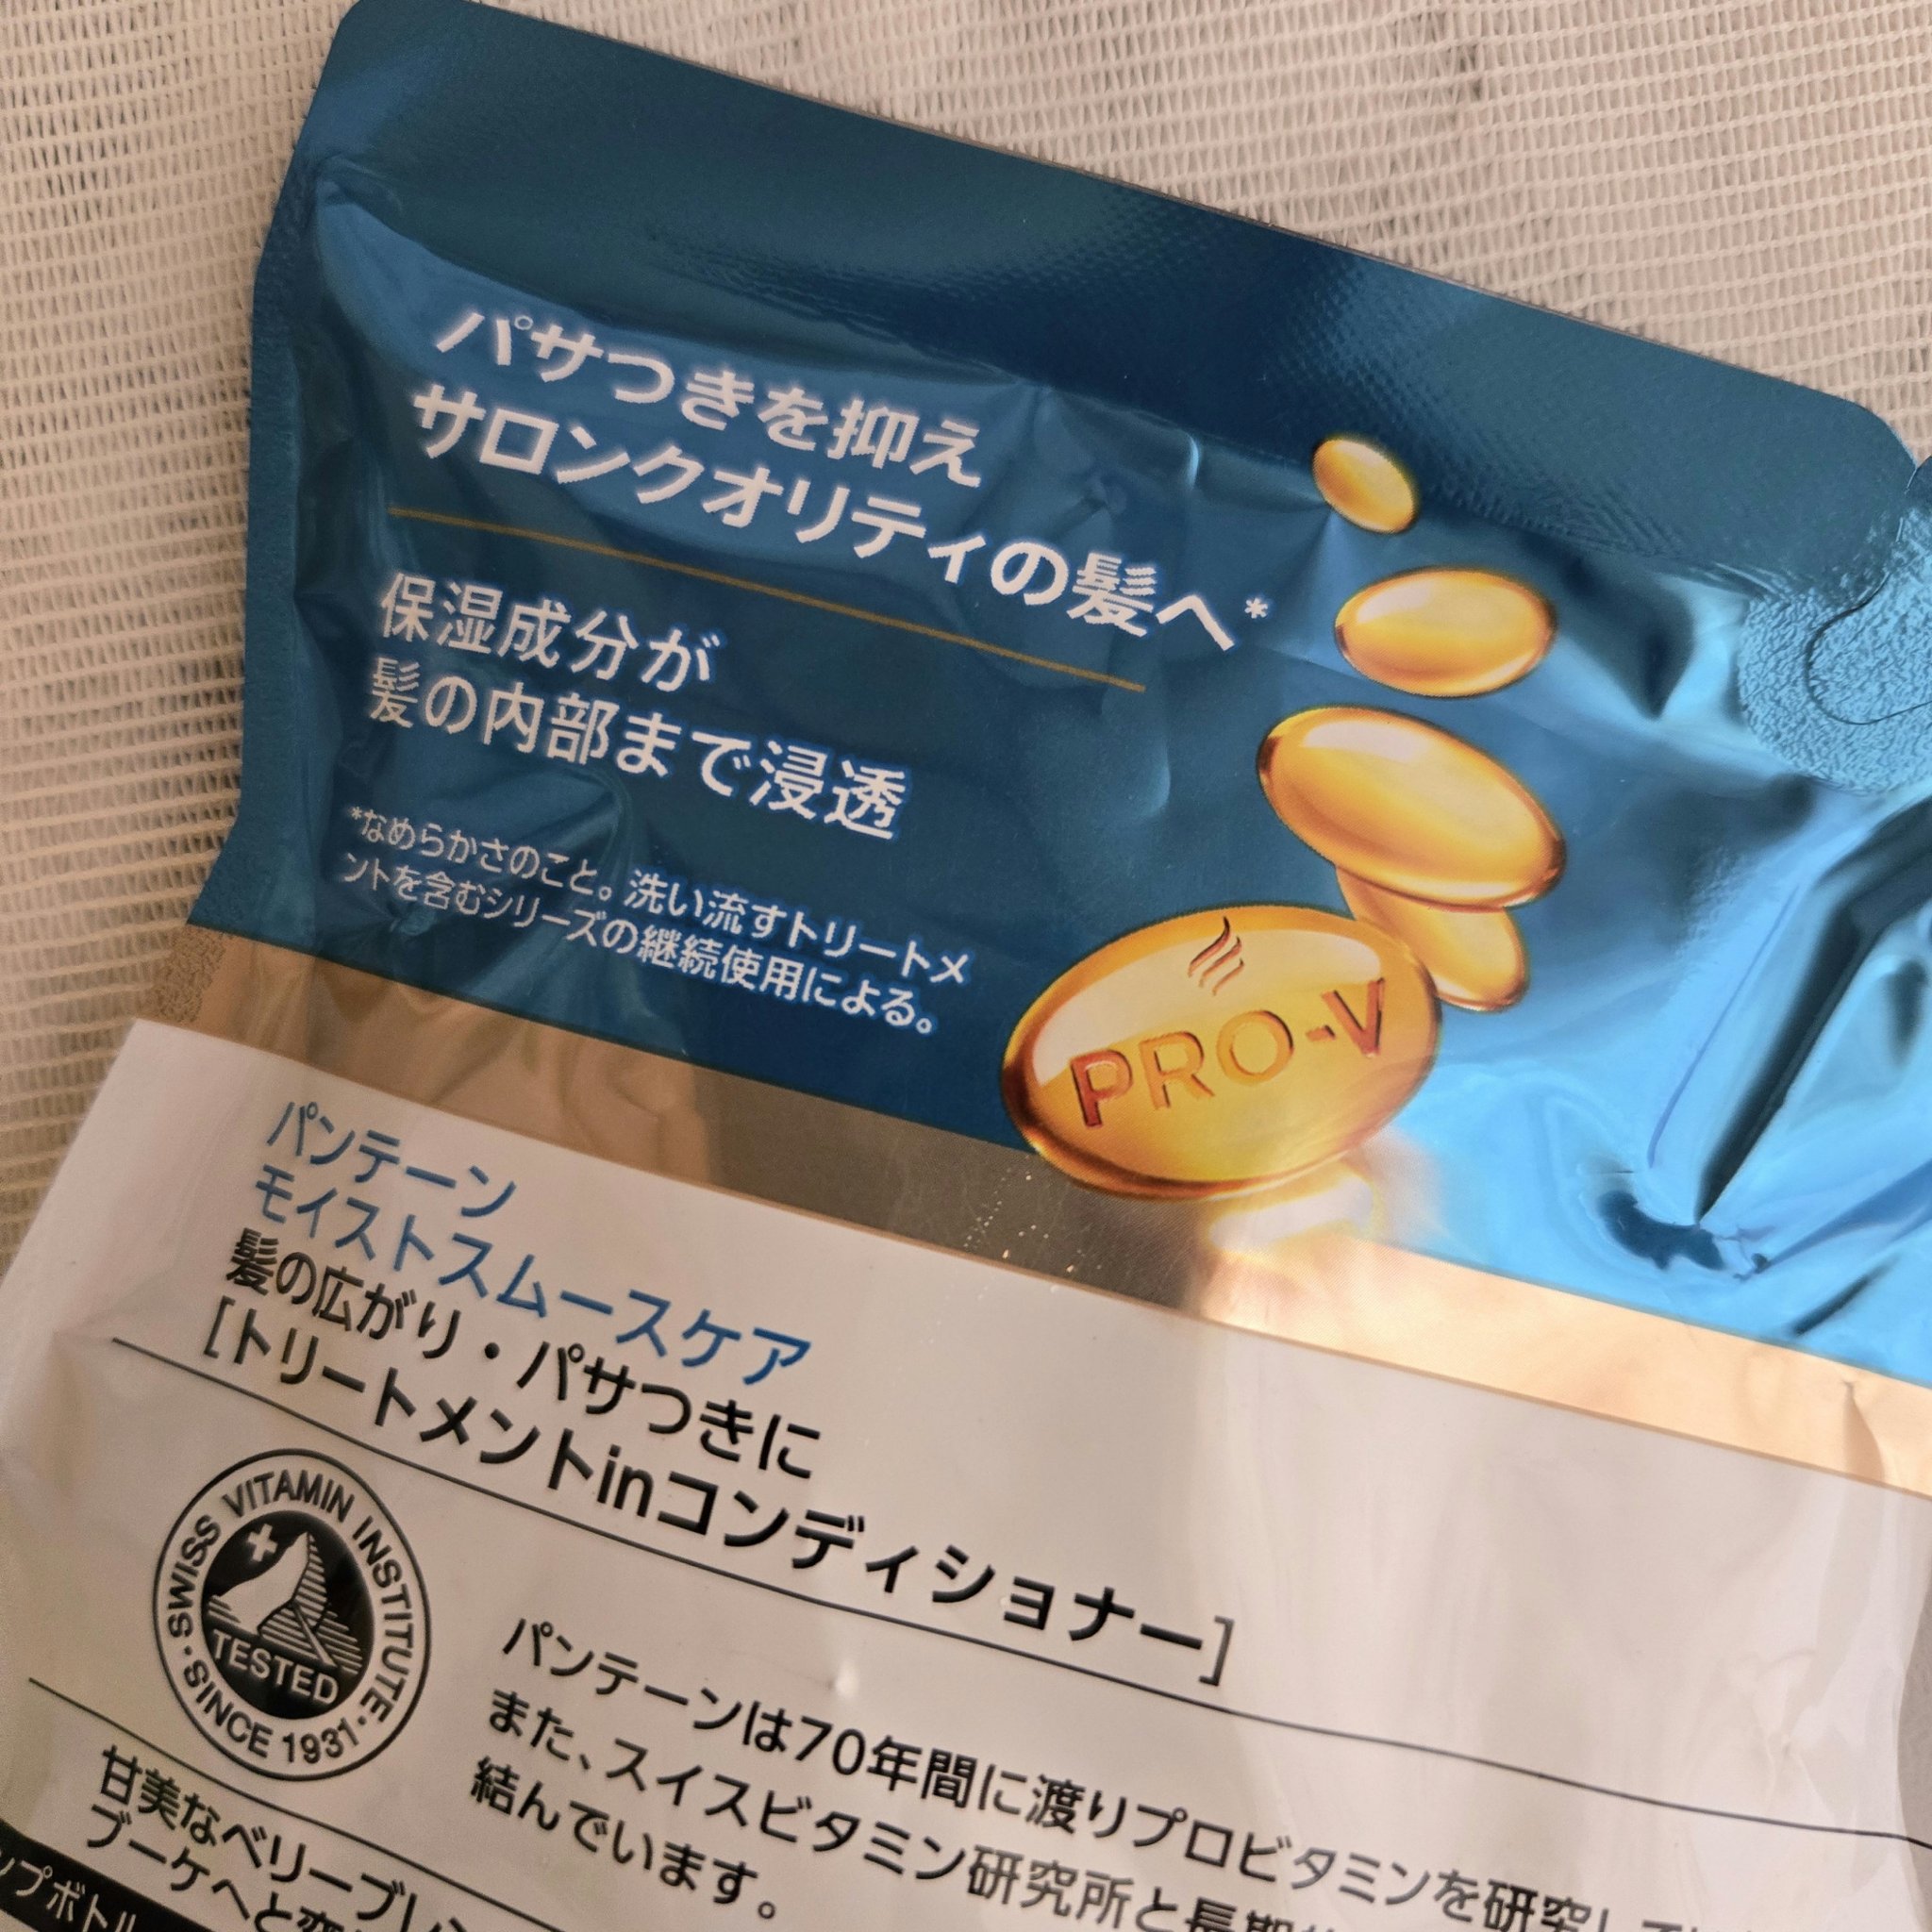 パサつきを抑え
サロンクオリティの髪へ*
保湿成分が
髪の内部まで浸透
*なめらかさのこと。洗い流すトリートメ
ントを含むシリーズの継続使用による。
PRO-V
パンテーン
モイストスムースケア
髪の広がり・パサつきに
[トリートメントinコンディショナー]
・SWISS VITAMIN INSTITUTE・
TESTED
SINCE 1931
パンテーンは70年間に渡りプロビタミンを研究して
また、スイスビタミン研究所と長期
結んでいます。
甘美なベリーブレ
ブーケへと変
ンプボトル